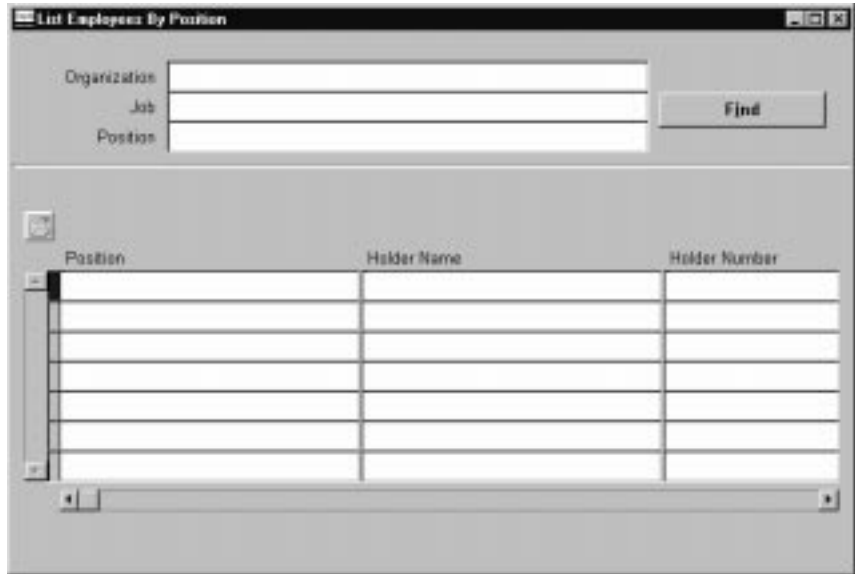 List Employees By Position
Organization
Job
Find
Position
Position Holder Name Holder Number